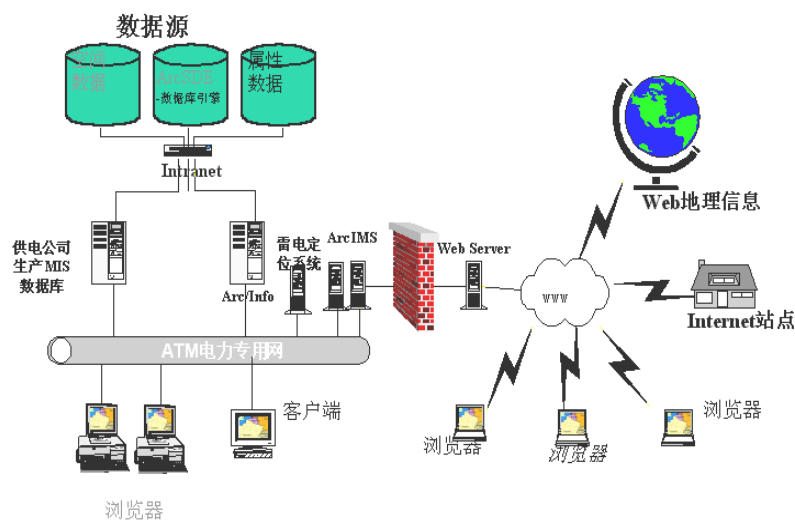 数据源
空间
数据
ArcSDE
-数据库引擎
属性
数据
Intranet
供电公司
生产MIS
数据库
Arc/Info
雷电定
位系统
ArcIMS
Web Server
www
Web地理信息
Internet站点
ATM电力专用网
客户端
浏览器
浏览器
浏览器
浏览器